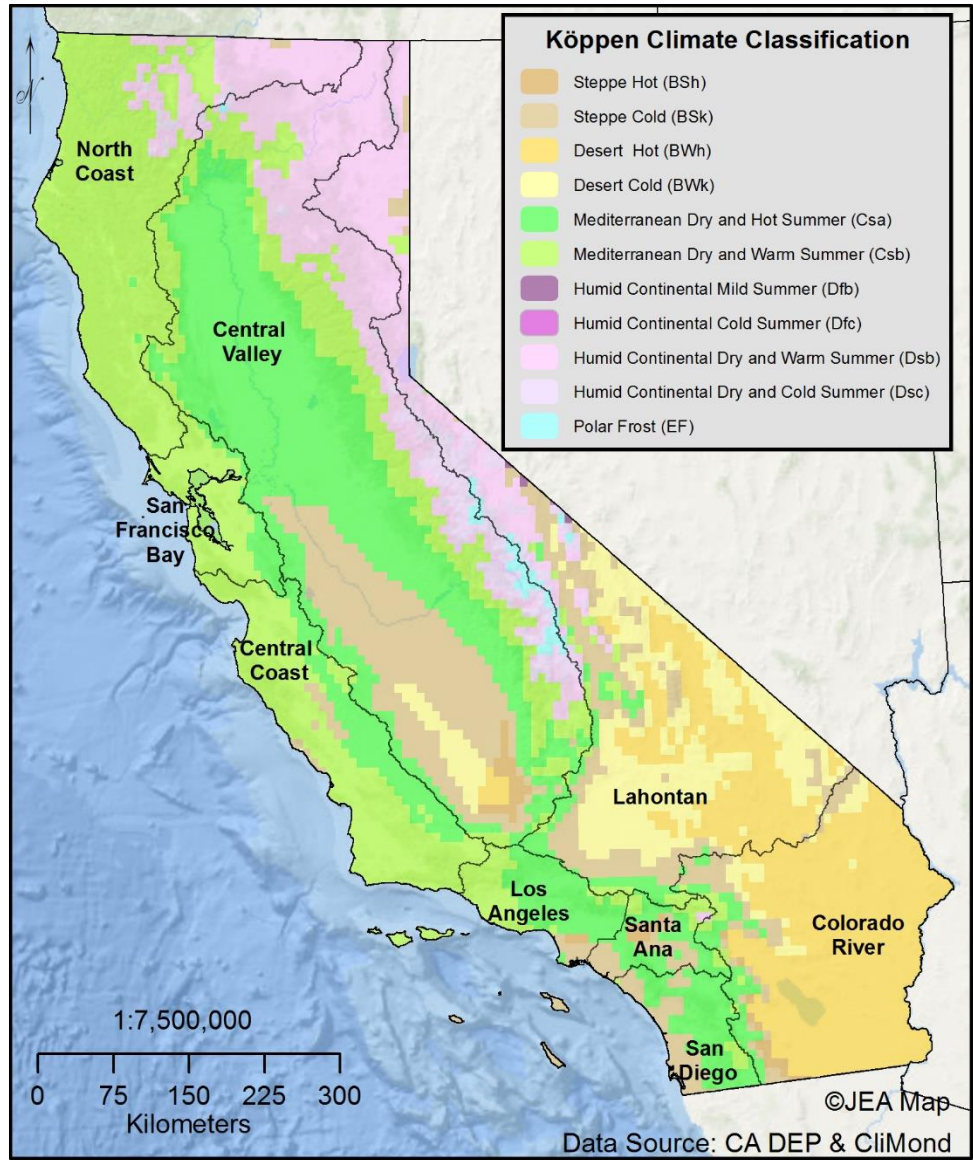 Köppen Climate Classification
Steppe Hot (BSh)
Steppe Cold (BSk)
Desert Hot (BWh)
Desert Cold (BWk)
Mediterranean Dry and Hot Summer (Csa)
Mediterranean Dry and Warm Summer (Csb)
Humid Continental Mild Summer (Dfb)
Humid Continental Cold Summer (Dfc)
Humid Continental Dry and Warm Summer (Dsb)
Humid Continental Dry and Cold Summer (Dsc)
Polar Frost (EF)
N
North
Coast
Central
Valley
San
Francisco
Bay
Central
Coast
Lahontan
Los
Angeles
Santa
Ana
Colorado
River
San
Diego
1:7,500,000
0 75 150 225 300
Kilometers
©JEA Map
Data Source: CA DEP & CliMond